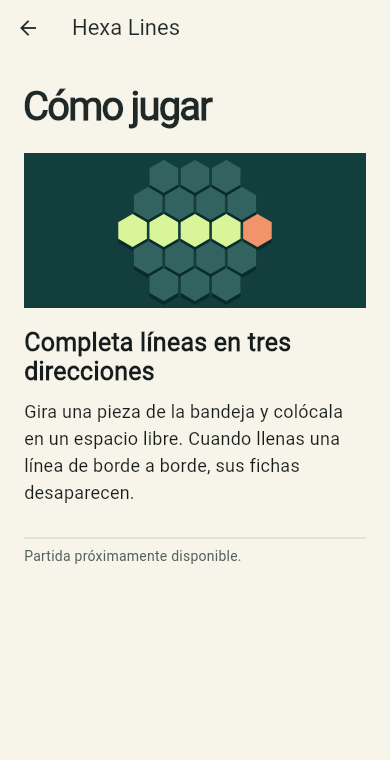 Hexa Lines
Cómo jugar
Completa líneas en tres
direcciones
Gira una pieza de la bandeja y colócala
en un espacio libre. Cuando llenas una
línea de borde a borde, sus fichas
desaparecen.
Partida próximamente disponible.